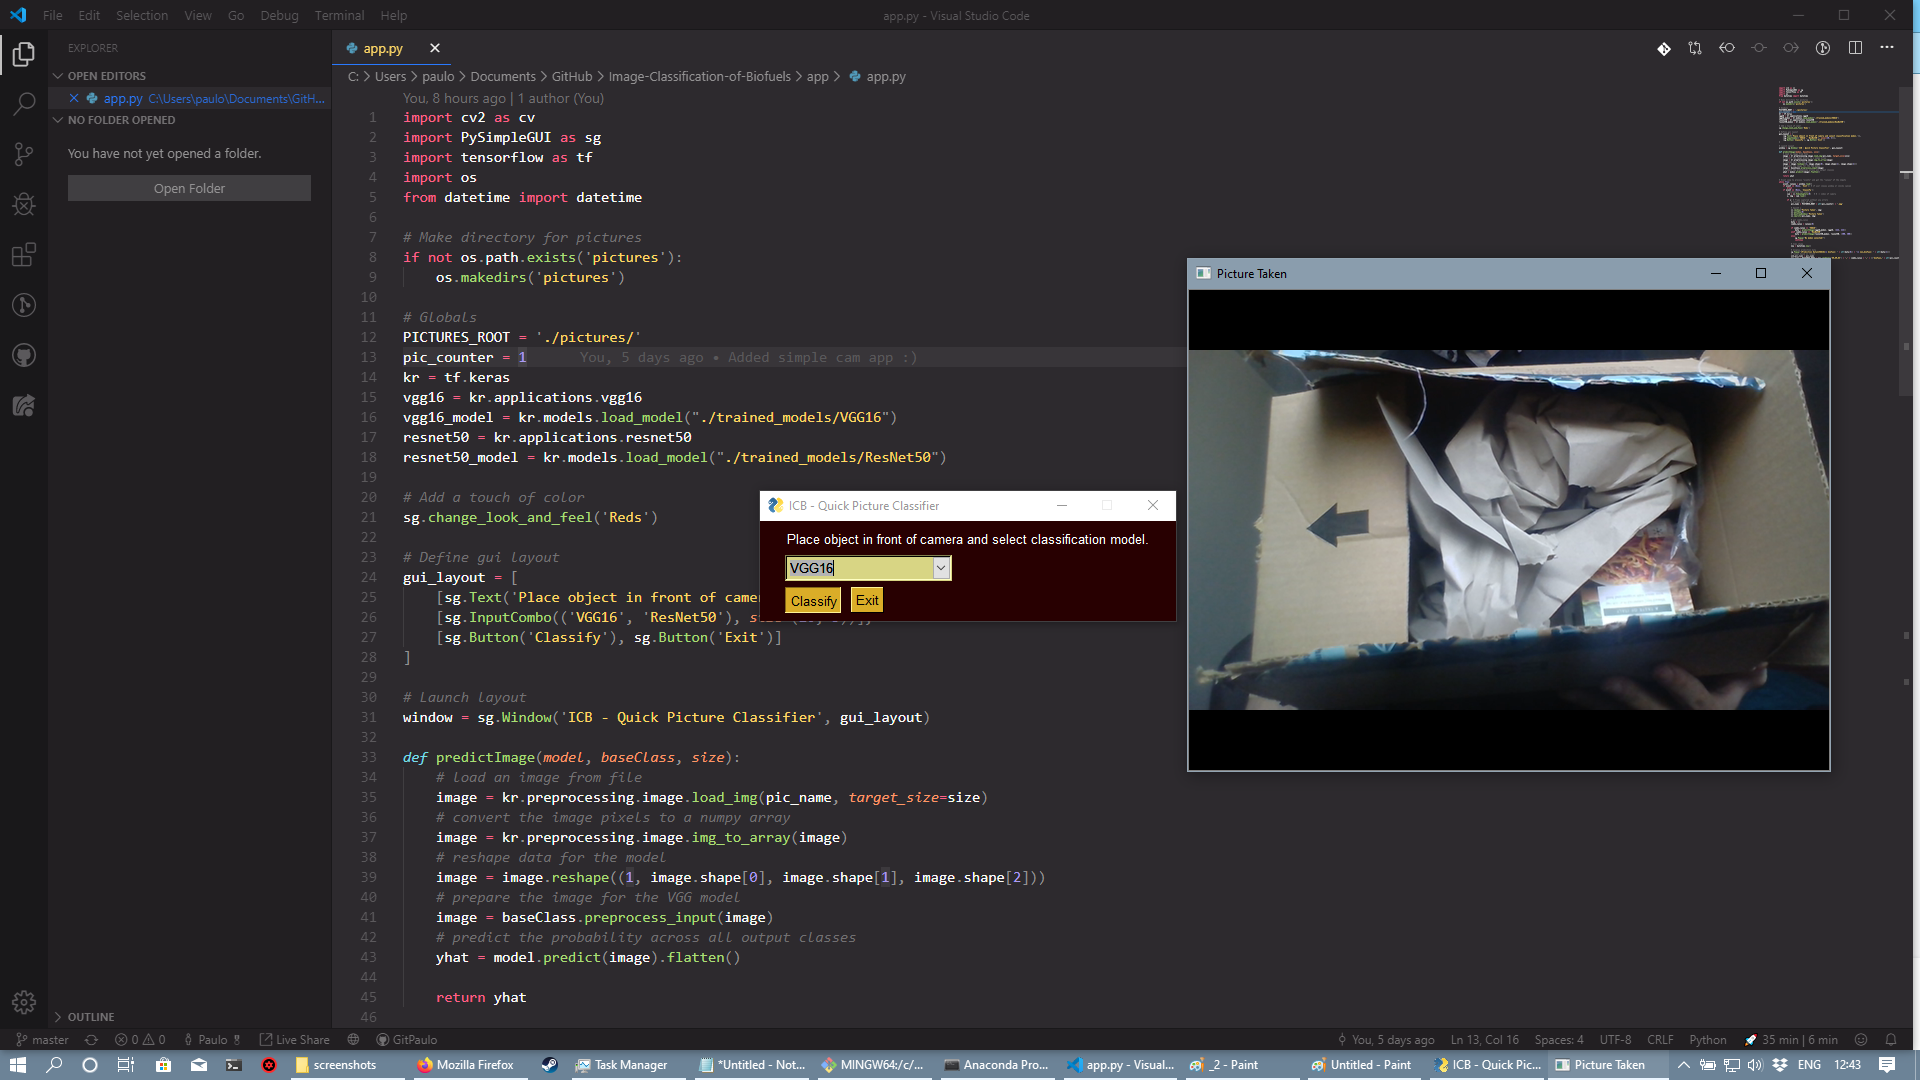 File Edit Selection View Go Debug Terminal Help
app.py - Visual Studio Code
EXPLORER
OPEN EDITORS
app.py C:\Users\paulo\Documents\GitH...
NO FOLDER OPENED
You have not yet opened a folder.
Open Folder
OUTLINE
app.py
C: > Users > paulo > Documents > GitHub > Image-Classification-of-Biofuels > app > app.py
You, 8 hours ago | 1 author (You)
1 import cv2 as cv
2 import PySimpleGUI as sg
3 import tensorflow as tf
4 import os
5 from datetime import datetime
6
7 # Make directory for pictures
8 if not os.path.exists('pictures'):
9 os.makedirs('pictures')
10
11 # Globals
12 PICTURES_ROOT = './pictures/'
13 pic_counter = 1 You, 5 days ago • Added simple cam app :)
14 kr = tf.keras
15 vgg16 = kr.applications.vgg16
16 vgg16_model = kr.models.load_model("./trained_models/VGG16")
17 resnet50 = kr.applications.resnet50
18 resnet50_model = kr.models.load_model("./trained_models/ResNet50")
19
20 # Add a touch of color
21 sg.change_look_and_feel('Reds')
22
23 # Define gui layout
24 gui_layout = [
25 [sg.Text('Place object in front of camer
26 [sg.InputCombo(('VGG16', 'ResNet50'),
27 [sg.Button('Classify'), sg.Button('Exit')]
28 ]
29
30 # Launch layout
31 window = sg.Window('ICB - Quick Picture Classifier', gui_layout)
32
33 def predictImage(model, baseClass, size):
34 # load an image from file
35 image = kr.preprocessing.image.load_img(pic_name, target_size=size)
36 # convert the image pixels to a numpy array
37 image = kr.preprocessing.image.img_to_array(image)
38 # reshape data for the model
39 image = image.reshape((1, image.shape[0], image.shape[1], image.shape[2]))
40 # prepare the image for the VGG model
41 image = baseClass.preprocess_input(image)
42 # predict the probability across all output classes
43 yhat = model.predict(image).flatten()
44
45 return yhat
46
ICB - Quick Picture Classifier
Place object in front of camera and select classification model.
VGG16
Classify Exit
Picture Taken
master 0 0 Paulo Live Share GitPaulo
You, 5 days ago Ln 13, Col 16 Spaces: 4 UTF-8 CRLF Python 35 min | 6 min
screenshots Mozilla Firefox Task Manager *Untitled - Not... MINGW64:/c/... Anaconda Pro... app.py - Visual... _2 - Paint Untitled - Paint ICB - Quick Pic... Picture Taken ENG 12:43